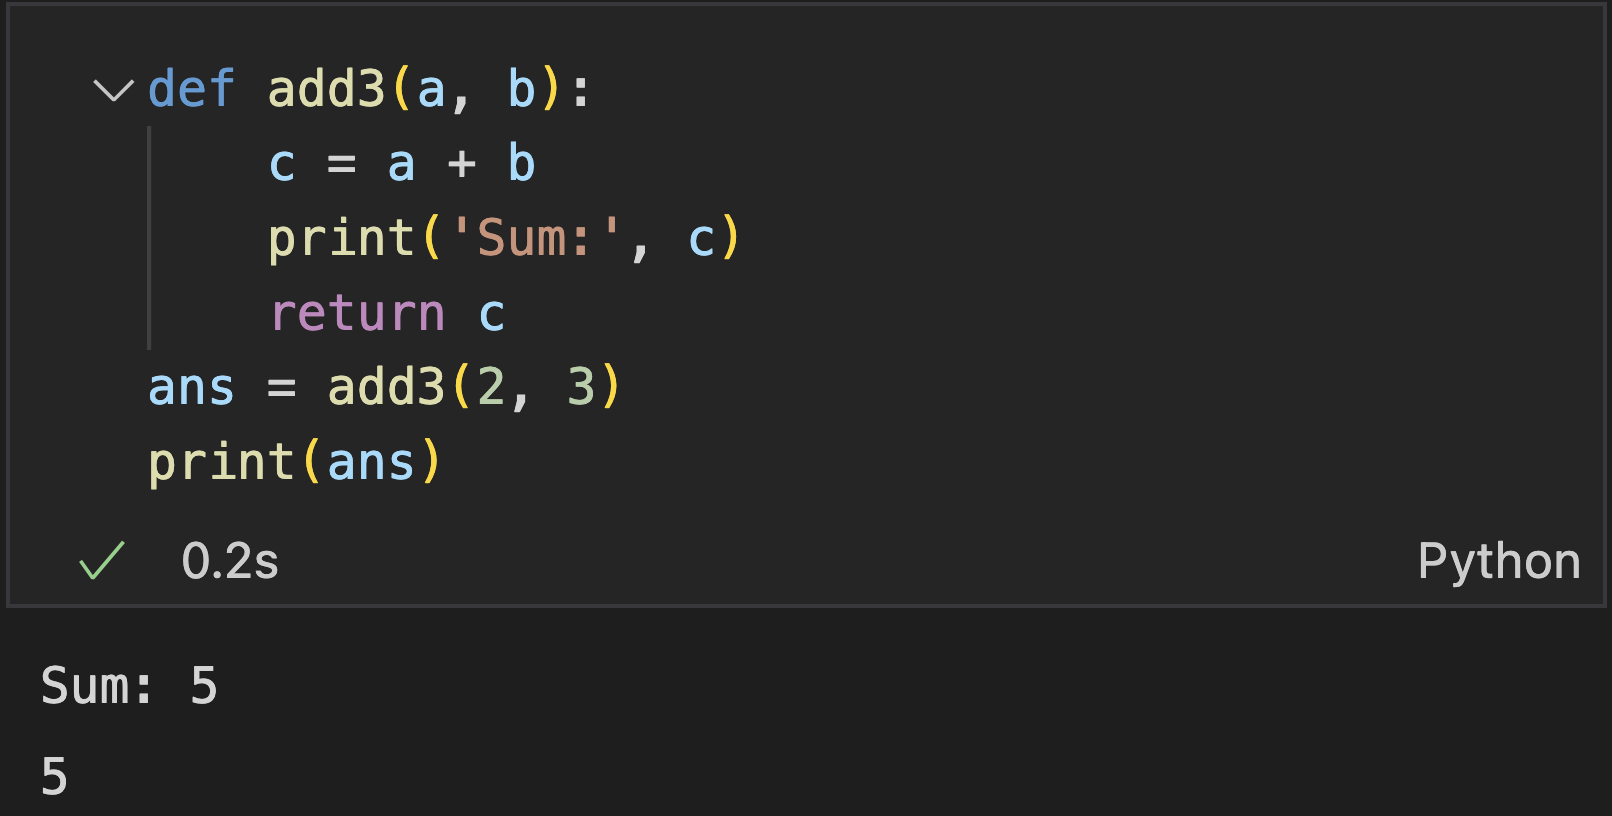 def add3(a, b):
    c = a + b
    print('Sum:', c)
    return c
ans = add3(2, 3)
print(ans)
0.2s
Python
Sum: 5
5